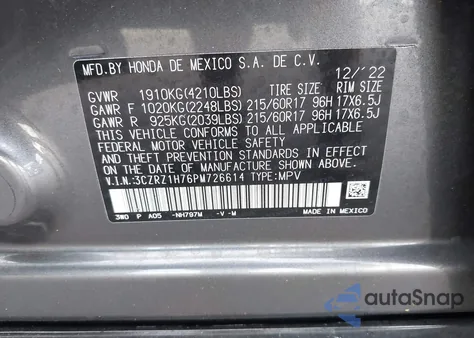 MFD.BY HONDA DE MEXICO S.A. DE C.V.
12/'22
GVWR 1910KG(4210LBS) TIRE SIZE RIM SIZE
GAWR F 1020KG(2248LBS) 215/60R17 96H 17X6.5J
GAWR R 925KG(2039LBS) 215/60R17 96H 17X6.5J
THIS VEHICLE CONFORMS TO ALL APPLICABLE
FEDERAL MOTOR VEHICLE SAFETY
STANDARDS IN EFFECT ON THE DATE OF
MANUFACTURE SHOWN ABOVE.
V.I.N.:3CZRZ1H76PM726614 TYPE:MPV
3W0 P A05 -NH797M -V -M
MADE IN MEXICO
autoSnap